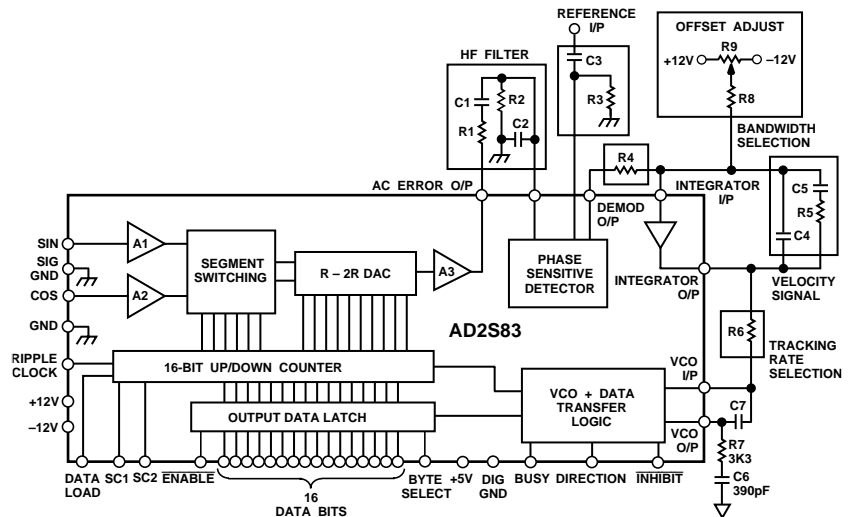 REFERENCE
I/P
OFFSET ADJUST
R9
+12V
–12V
R8
HF FILTER
C3
R3
C1
R2
C2
R1
BANDWIDTH
SELECTION
R4
AC ERROR O/P
DEMOD
O/P
INTEGRATOR
I/P
C5
R5
C4
SIN
SIG
GND
COS
GND
RIPPLE
CLOCK
+12V
–12V
A1
A2
SEGMENT
SWITCHING
R – 2R DAC
A3
PHASE
SENSITIVE
DETECTOR
INTEGRATOR
O/P
VELOCITY
SIGNAL
AD2S83
R6
TRACKING
RATE
SELECTION
16-BIT UP/DOWN COUNTER
OUTPUT DATA LATCH
VCO + DATA
TRANSFER
LOGIC
VCO
I/P
VCO
O/P
C7
R7
3K3
C6
390pF
DATA
LOAD
SC1
SC2
ENABLE
16
DATA BITS
BYTE
SELECT
+5V
DIG
GND
BUSY
DIRECTION
INHIBIT